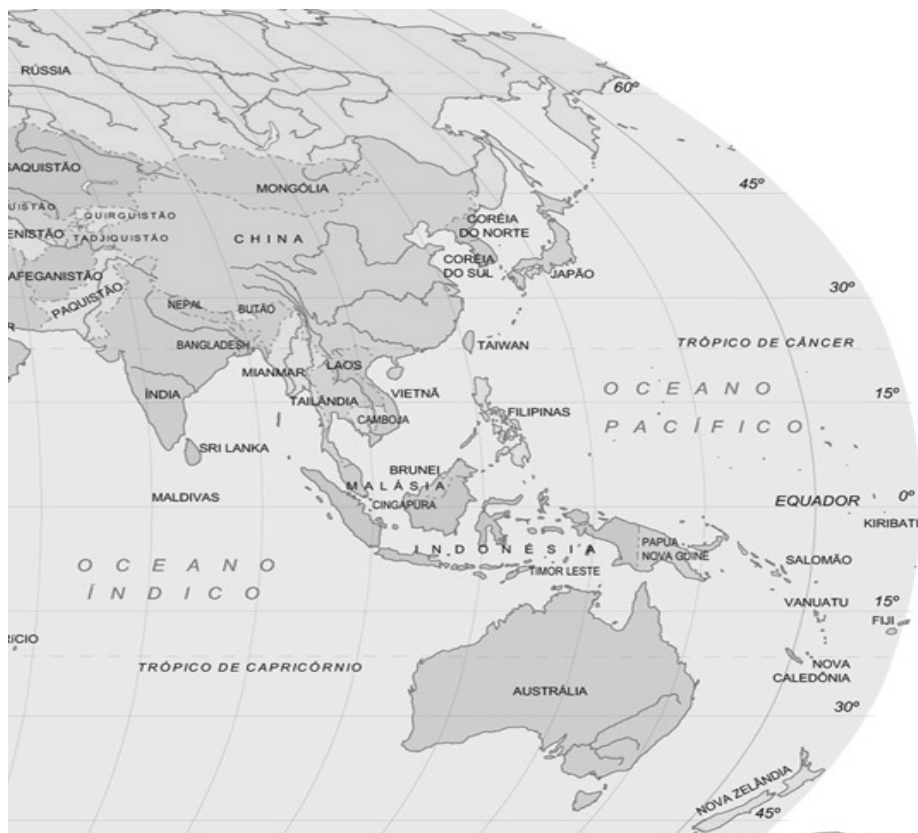 RÚSSIA
60º
SAQUISTÃO
MONGÓLIA
45º
UISTÃO
QUIRGUISTÃO
ENISTÃO
TADJIQUISTÃO
CHINA
CORÉIA
DO NORTE
AFEGANISTÃO
CORÉIA
DO SUL
JAPÃO
PAQUISTÃO
NEPAL
BUTÃO
30º
R
BANGLADESH
TAIWAN
TRÓPICO DE CÂNCER
MIANMAR
LAOS
ÍNDIA
TAILÂNDIA
VIETNÃ
OCEANO
PACÍFICO
15º
CAMBOJA
FILIPINAS
SRI LANKA
BRUNEI
MALÁSIA
MALDIVAS
CINGAPURA
EQUADOR
0º
KIRIBATI
PAPUA
NOVA GUINÉ
INDONÉSIA
OCEANO
ÍNDICO
TIMOR LESTE
SALOMÃO
VANUATU
15º
FIJI
RÍCIO
TRÓPICO DE CAPRICÓRNIO
NOVA
CALEDÔNIA
AUSTRÁLIA
30º
NOVA ZELÂNDIA
45º